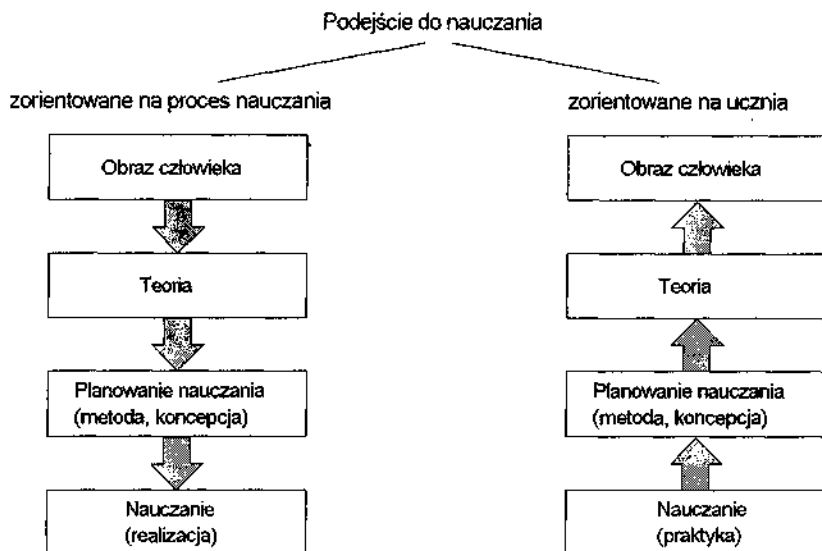 Podejście do nauczania
zorientowane na proces nauczania
Obraz człowieka
Teoria
Planowanie nauczania
(metoda, koncepcja)
Nauczanie
(realizacja)
zorientowane na ucznia
Obraz człowieka
Teoria
Planowanie nauczania
(metoda, koncepcja)
Nauczanie
(praktyka)